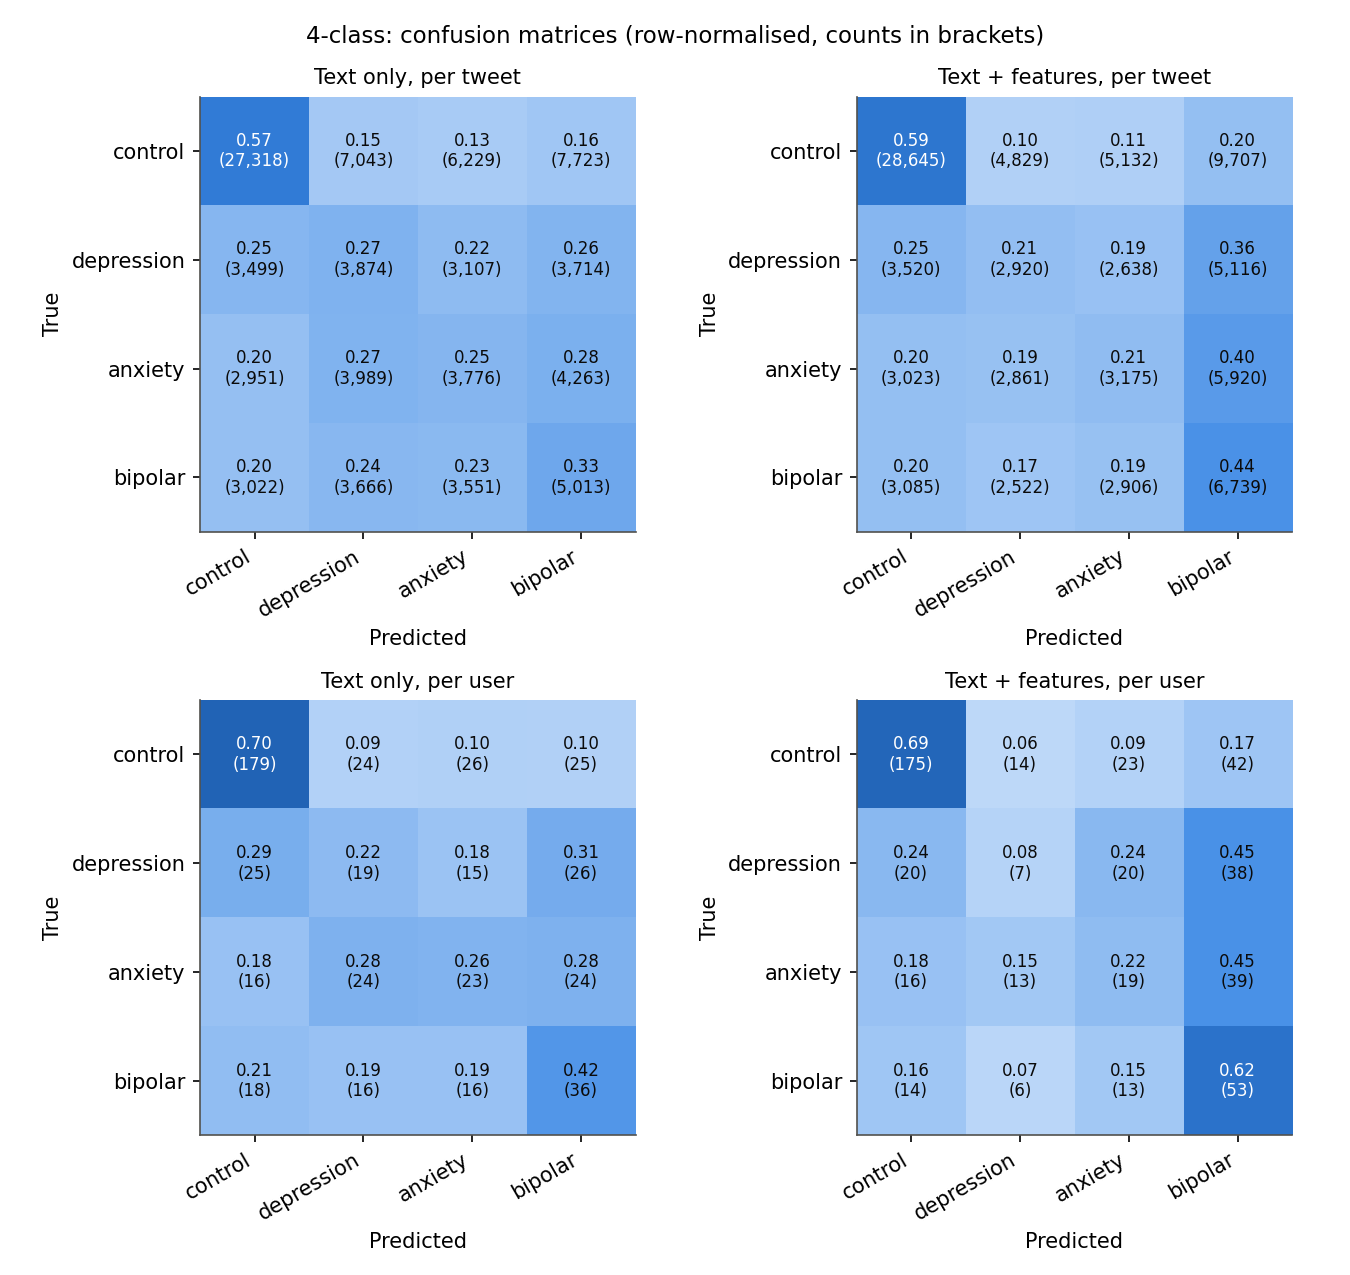 4-class: confusion matrices (row-normalised, counts in brackets)
Text only, per tweet
True
control
0.57 0.15 0.13 0.16
(27,318) (7,043) (6,229) (7,723)
depression
0.25 0.27 0.22 0.26
(3,499) (3,874) (3,107) (3,714)
anxiety
0.20 0.27 0.25 0.28
(2,951) (3,989) (3,776) (4,263)
bipolar
0.20 0.24 0.23 0.33
(3,022) (3,666) (3,551) (5,013)
control depression anxiety bipolar
Predicted
Text + features, per tweet
True
control
0.59 0.10 0.11 0.20
(28,645) (4,829) (5,132) (9,707)
depression
0.25 0.21 0.19 0.36
(3,520) (2,920) (2,638) (5,116)
anxiety
0.20 0.19 0.21 0.40
(3,023) (2,861) (3,175) (5,920)
bipolar
0.20 0.17 0.19 0.44
(3,085) (2,522) (2,906) (6,739)
control depression anxiety bipolar
Predicted
Text only, per user
True
control
0.70 0.09 0.10 0.10
(179) (24) (26) (25)
depression
0.29 0.22 0.18 0.31
(25) (19) (15) (26)
anxiety
0.18 0.28 0.26 0.28
(16) (24) (23) (24)
bipolar
0.21 0.19 0.19 0.42
(18) (16) (16) (36)
control depression anxiety bipolar
Predicted
Text + features, per user
True
control
0.69 0.06 0.09 0.17
(175) (14) (23) (42)
depression
0.24 0.08 0.24 0.45
(20) (7) (20) (38)
anxiety
0.18 0.15 0.22 0.45
(16) (13) (19) (39)
bipolar
0.16 0.07 0.15 0.62
(14) (6) (13) (53)
control depression anxiety bipolar
Predicted